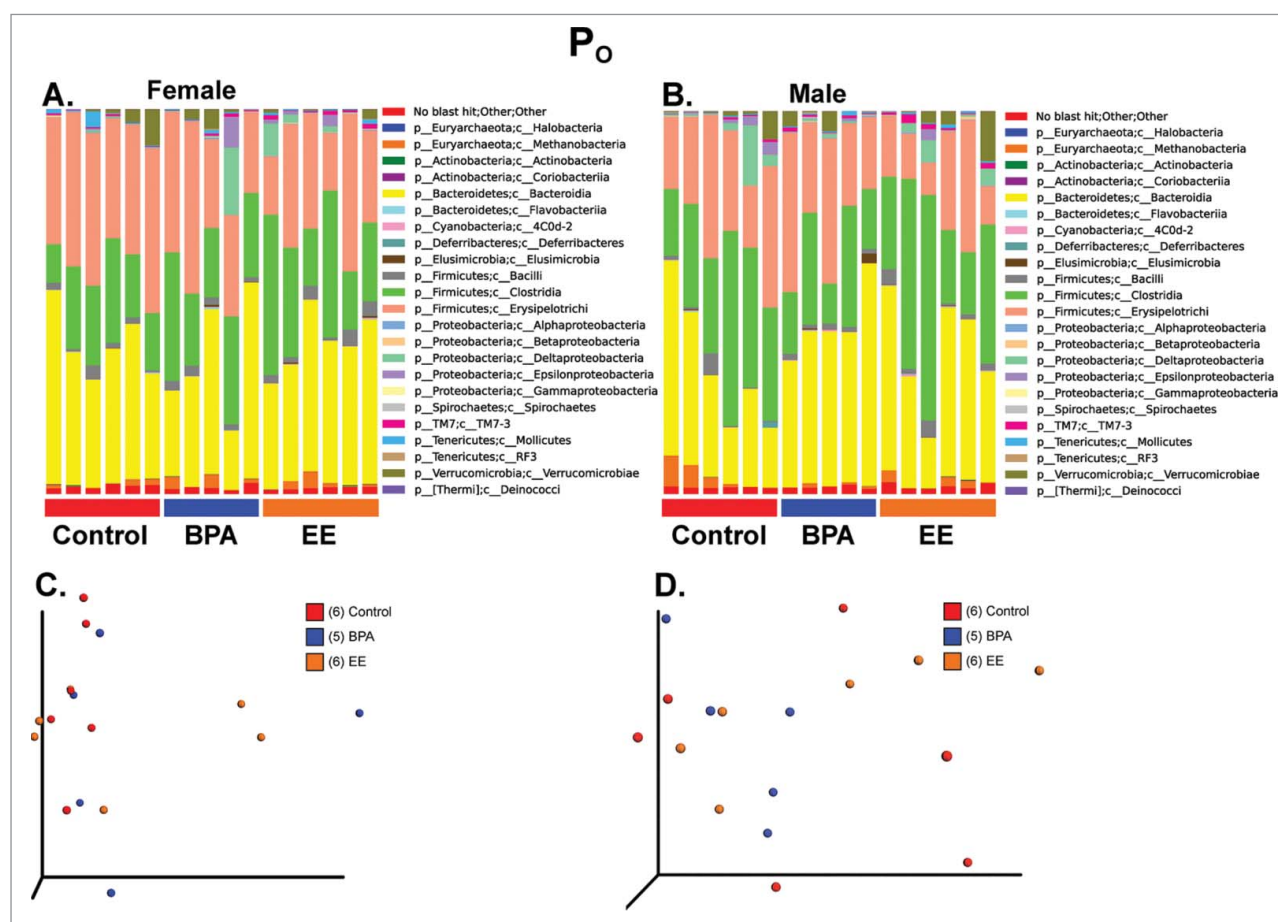 Po
A. Female
No blast hit;Other;Other
p__Euryarchaeota;c__Halobacteria
p__Euryarchaeota;c__Methanobacteria
p__Actinobacteria;c__Actinobacteria
p__Actinobacteria;c__Coriobacteriia
p__Bacteroidetes;c__Bacteroidia
p__Bacteroidetes;c__Flavobacteriia
p__Cyanobacteria;c__4C0d-2
p__Deferribacteres;c__Deferribacteres
p__Elusimicrobia;c__Elusimicrobia
p__Firmicutes;c__Bacilli
p__Firmicutes;c__Clostridia
p__Firmicutes;c__Erysipelotrichi
p__Proteobacteria;c__Alphaproteobacteria
p__Proteobacteria;c__Betaproteobacteria
p__Proteobacteria;c__Deltaproteobacteria
p__Proteobacteria;c__Epsilonproteobacteria
p__Proteobacteria;c__Gammaproteobacteria
p__Spirochaetes;c__Spirochaetes
p__TM7;c__TM7-3
p__Tenericutes;c__Mollicutes
p__Tenericutes;c__RF3
p__Verrucomicrobia;c__Verrucomicrobiae
p__[Thermi];c__Deinococci
Control BPA EE
B. Male
No blast hit;Other;Other
p__Euryarchaeota;c__Halobacteria
p__Euryarchaeota;c__Methanobacteria
p__Actinobacteria;c__Actinobacteria
p__Actinobacteria;c__Coriobacteriia
p__Bacteroidetes;c__Bacteroidia
p__Bacteroidetes;c__Flavobacteriia
p__Cyanobacteria;c__4C0d-2
p__Deferribacteres;c__Deferribacteres
p__Elusimicrobia;c__Elusimicrobia
p__Firmicutes;c__Bacilli
p__Firmicutes;c__Clostridia
p__Firmicutes;c__Erysipelotrichi
p__Proteobacteria;c__Alphaproteobacteria
p__Proteobacteria;c__Betaproteobacteria
p__Proteobacteria;c__Deltaproteobacteria
p__Proteobacteria;c__Epsilonproteobacteria
p__Proteobacteria;c__Gammaproteobacteria
p__Spirochaetes;c__Spirochaetes
p__TM7;c__TM7-3
p__Tenericutes;c__Mollicutes
p__Tenericutes;c__RF3
p__Verrucomicrobia;c__Verrucomicrobiae
p__[Thermi];c__Deinococci
Control BPA EE
C.
(6) Control
(5) BPA
(6) EE
D.
(6) Control
(5) BPA
(6) EE